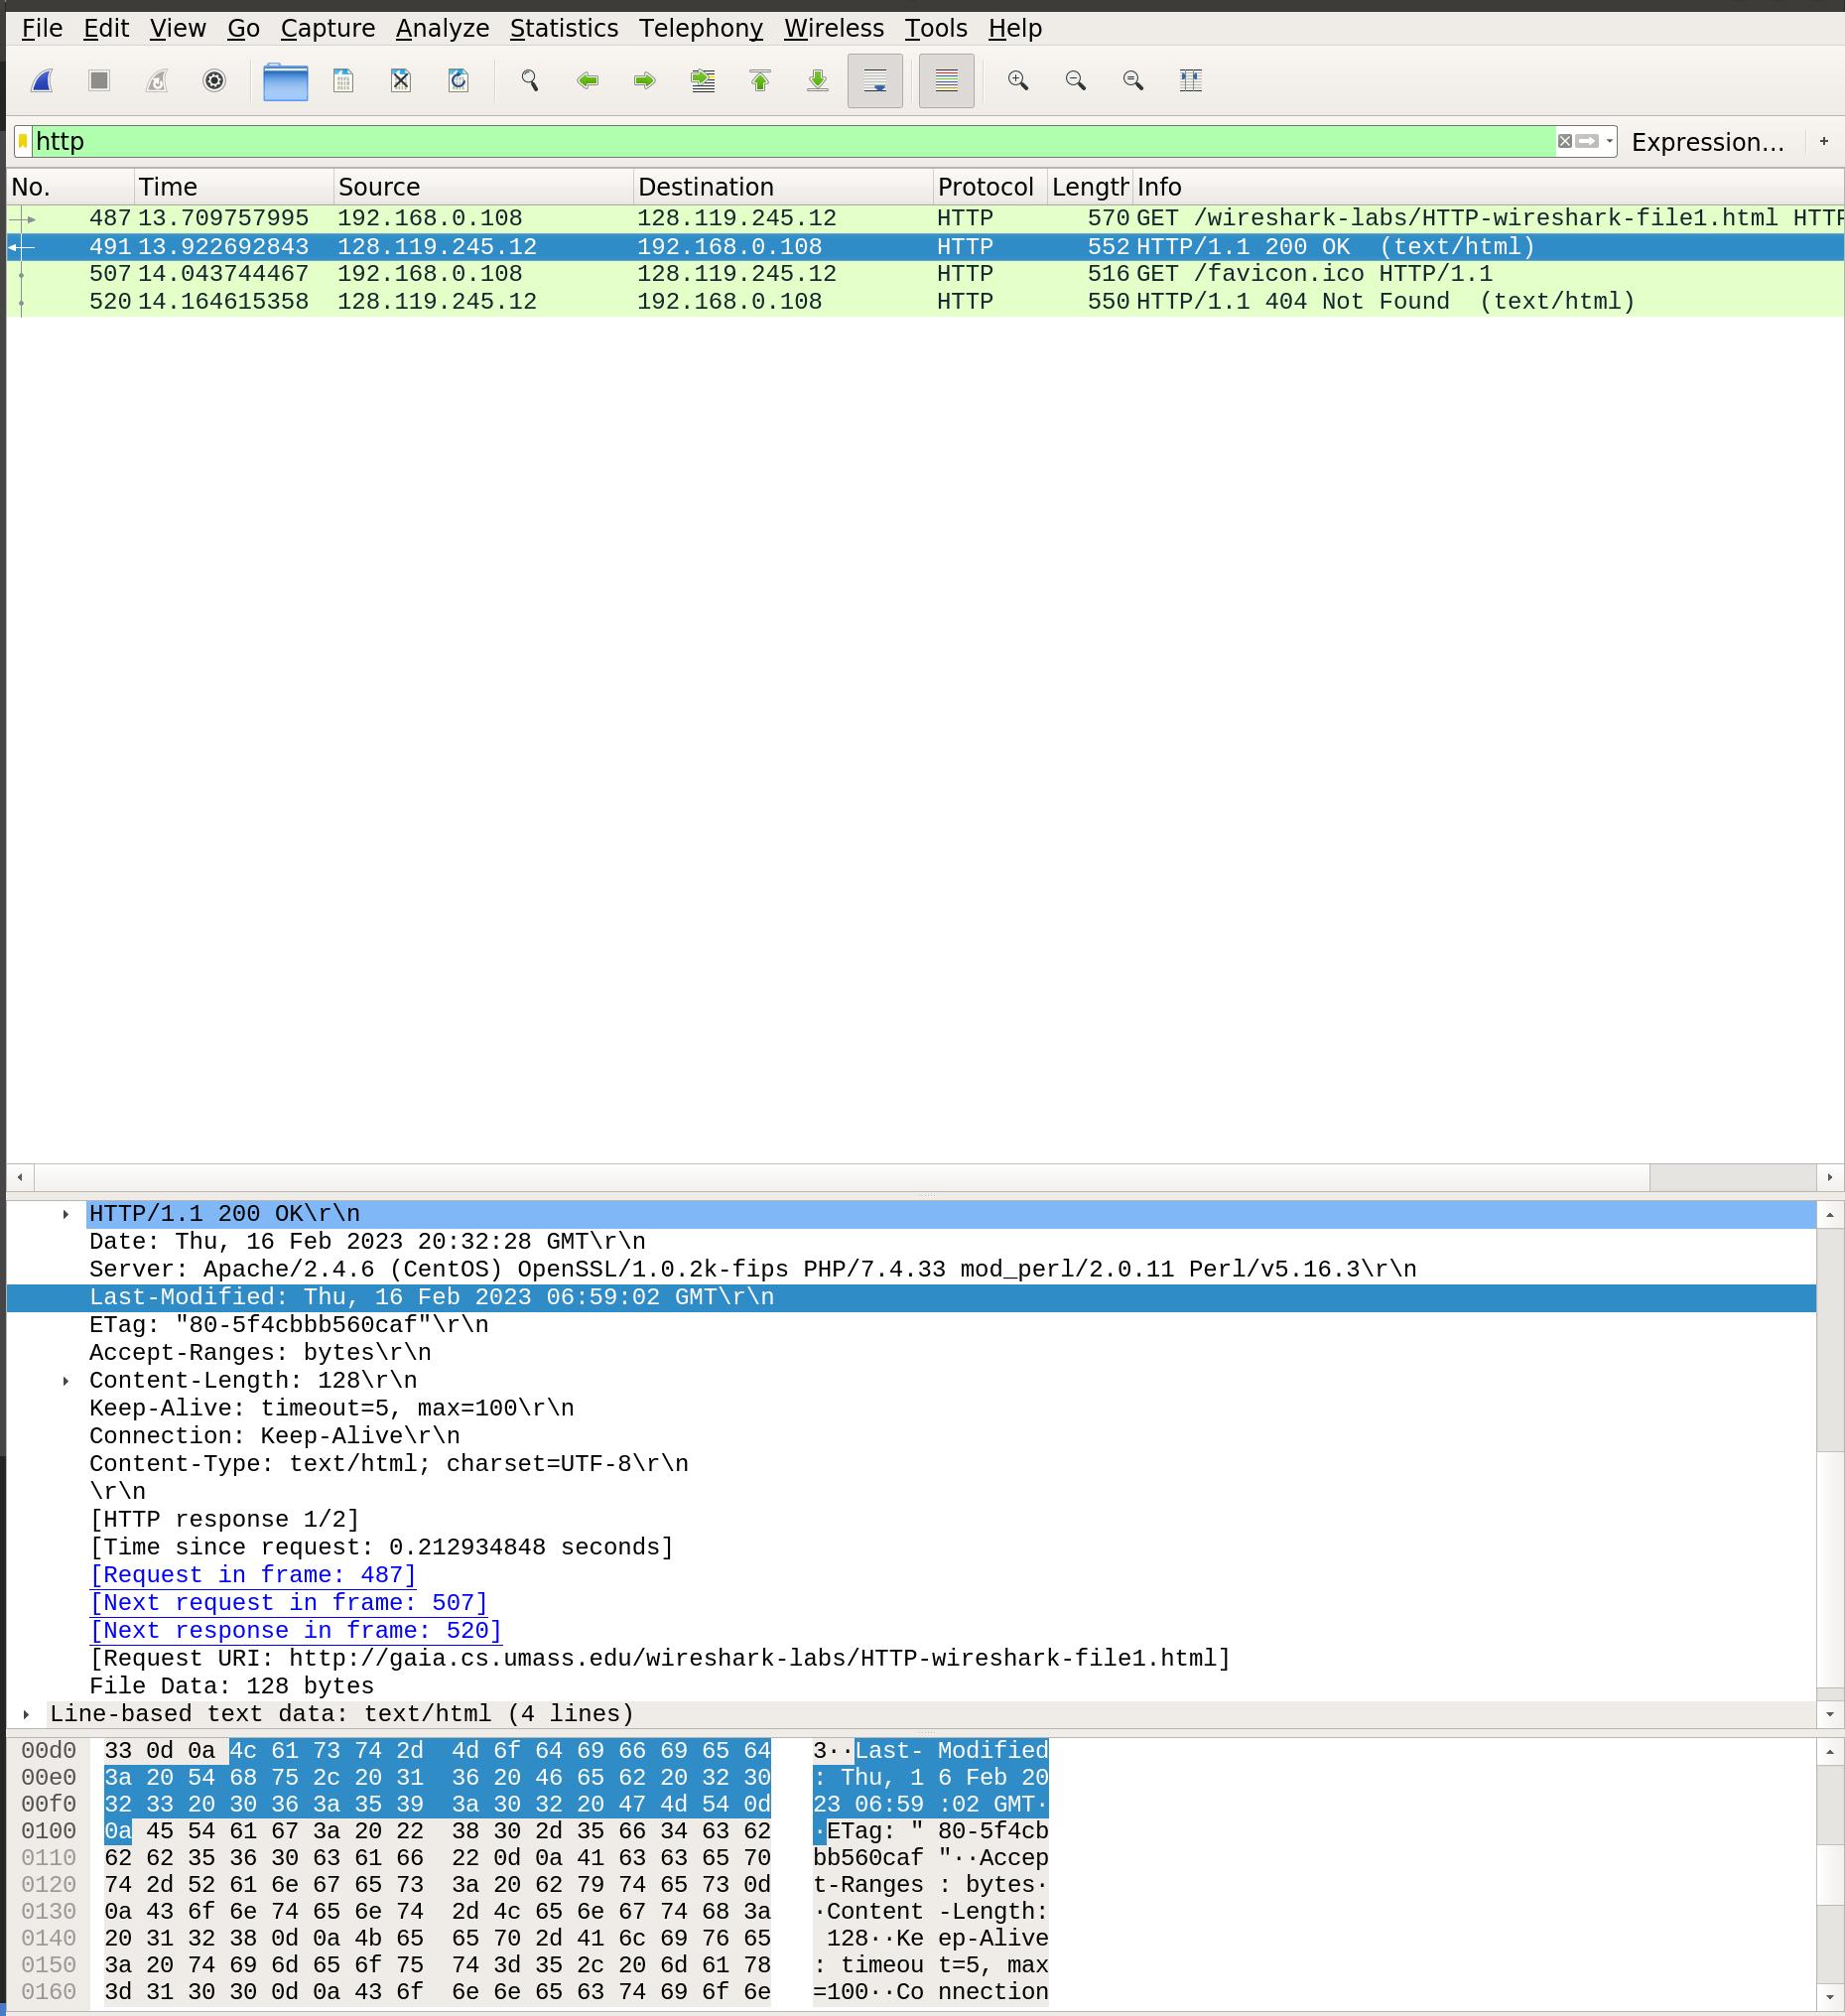 File Edit View Go Capture Analyze Statistics Telephony Wireless Tools Help
http Expression… +
No. Time Source Destination Protocol Length Info
487 13.709757995 192.168.0.108 128.119.245.12 HTTP 570 GET /wireshark-labs/HTTP-wireshark-file1.html HTTP
491 13.922692843 128.119.245.12 192.168.0.108 HTTP 552 HTTP/1.1 200 OK  (text/html)
507 14.043744467 192.168.0.108 128.119.245.12 HTTP 516 GET /favicon.ico HTTP/1.1
520 14.164615358 128.119.245.12 192.168.0.108 HTTP 550 HTTP/1.1 404 Not Found  (text/html)
HTTP/1.1 200 OK\r\n
Date: Thu, 16 Feb 2023 20:32:28 GMT\r\n
Server: Apache/2.4.6 (CentOS) OpenSSL/1.0.2k-fips PHP/7.4.33 mod_perl/2.0.11 Perl/v5.16.3\r\n
Last-Modified: Thu, 16 Feb 2023 06:59:02 GMT\r\n
ETag: "80-5f4cbbb560caf"\r\n
Accept-Ranges: bytes\r\n
Content-Length: 128\r\n
Keep-Alive: timeout=5, max=100\r\n
Connection: Keep-Alive\r\n
Content-Type: text/html; charset=UTF-8\r\n
\r\n
[HTTP response 1/2]
[Time since request: 0.212934848 seconds]
[Request in frame: 487]
[Next request in frame: 507]
[Next response in frame: 520]
[Request URI: http://gaia.cs.umass.edu/wireshark-labs/HTTP-wireshark-file1.html]
File Data: 128 bytes
Line-based text data: text/html (4 lines)
00d0 33 0d 0a 4c 61 73 74 2d 4d 6f 64 69 66 69 65 64 3··Last- Modified
00e0 3a 20 54 68 75 2c 20 31 36 20 46 65 62 20 32 30 : Thu, 1 6 Feb 20
00f0 32 33 20 30 36 3a 35 39 3a 30 32 20 47 4d 54 0d 23 06:59 :02 GMT·
0100 0a 45 54 61 67 3a 20 22 38 30 2d 35 66 34 63 62 ·ETag: " 80-5f4cb
0110 62 62 35 36 30 63 61 66 22 0d 0a 41 63 63 65 70 bb560caf "··Accep
0120 74 2d 52 61 6e 67 65 73 3a 20 62 79 74 65 73 0d t-Ranges : bytes·
0130 0a 43 6f 6e 74 65 6e 74 2d 4c 65 6e 67 74 68 3a ·Content -Length:
0140 20 31 32 38 0d 0a 4b 65 65 70 2d 41 6c 69 76 65 128··Ke ep-Alive
0150 3a 20 74 69 6d 65 6f 75 74 3d 35 2c 20 6d 61 78 : timeou t=5, max
0160 3d 31 30 30 0d 0a 43 6f 6e 6e 65 63 74 69 6f 6e =100··Co nnection